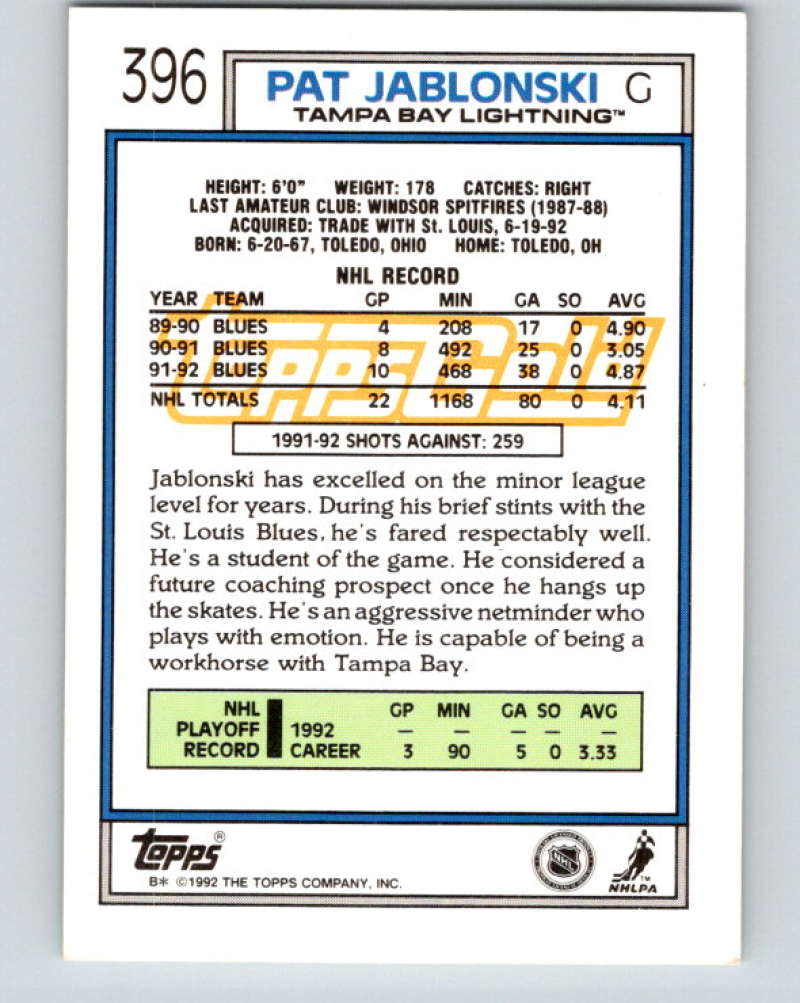 396
PAT JABLONSKI G
TAMPA BAY LIGHTNING™
HEIGHT: 6'0" WEIGHT: 178 CATCHES: RIGHT
LAST AMATEUR CLUB: WINDSOR SPITFIRES (1987-88)
ACQUIRED: TRADE WITH St. LOUIS, 6-19-92
BORN: 6-20-67, TOLEDO, OHIO HOME: TOLEDO, OH
NHL RECORD
YEAR TEAM GP MIN GA SO AVG
89-90 BLUES 4 208 17 0 4.90
90-91 BLUES 8 492 25 0 3.05
91-92 BLUES 10 468 38 0 4.87
NHL TOTALS 22 1168 80 0 4.11
ToppsGold
1991-92 SHOTS AGAINST: 259
Jablonski has excelled on the minor league
level for years. During his brief stints with the
St. Louis Blues, he's fared respectably well.
He's a student of the game. He considered a
future coaching prospect once he hangs up
the skates. He's an aggressive netminder who
plays with emotion. He is capable of being a
workhorse with Tampa Bay.
NHL GP MIN GA SO AVG
PLAYOFF 1992 — — — — —
RECORD CAREER 3 90 5 0 3.33
Topps®
B* ©1992 THE TOPPS COMPANY, INC.
NHL
™
NHLPA